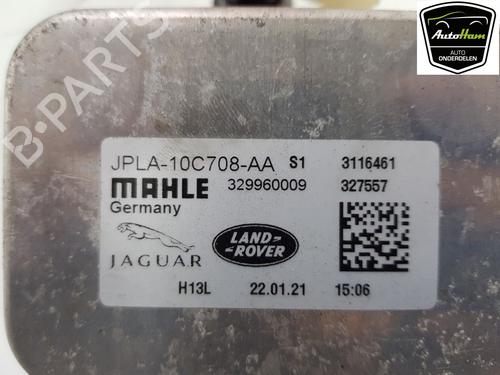 AutoHam
AUTO
ONDERDELEN
B-PARTS
JPLA-10C708-AA S1 3116461
MAHLE 329960009 327557
Germany
JAGUAR
LAND-
ROVER
H13L 22.01.21 15:06